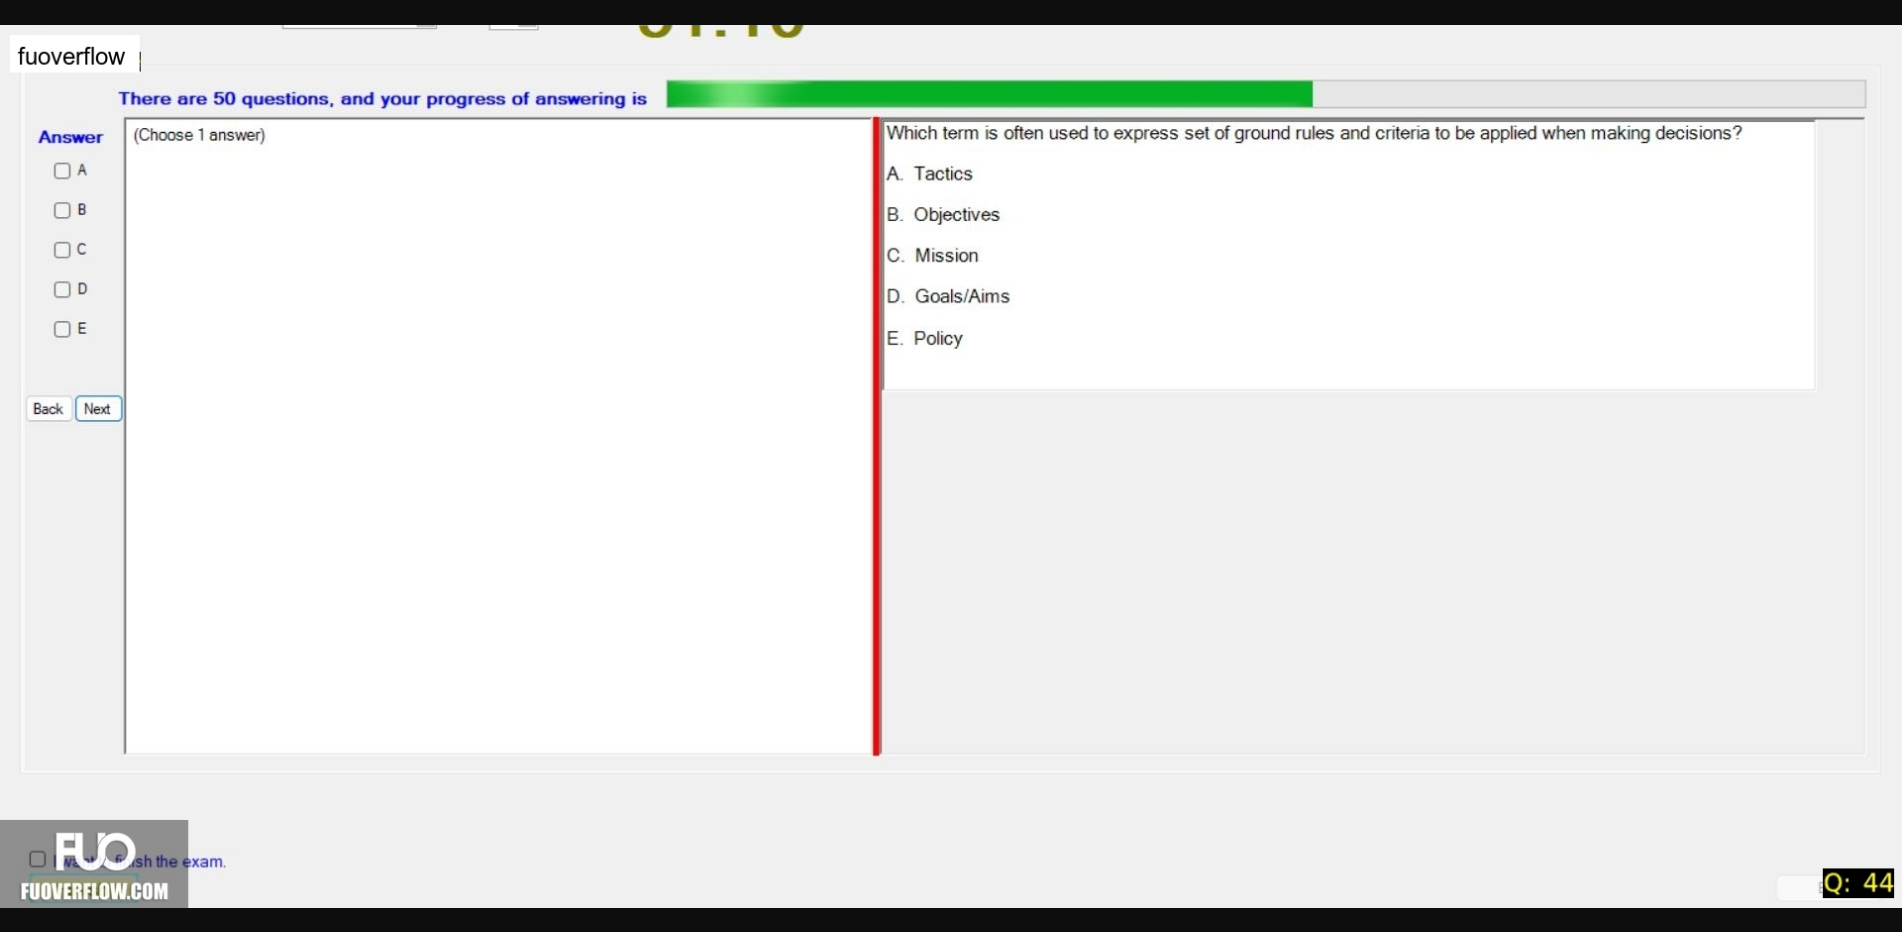 fuoverflow
There are 50 questions, and your progress of answering is
Answer
(Choose 1 answer)
A
B
C
D
E
Back Next
Which term is often used to express set of ground rules and criteria to be applied when making decisions?
A. Tactics
B. Objectives
C. Mission
D. Goals/Aims
E. Policy
FUO
sh the exam.
FUOVERFLOW.COM
Q: 44